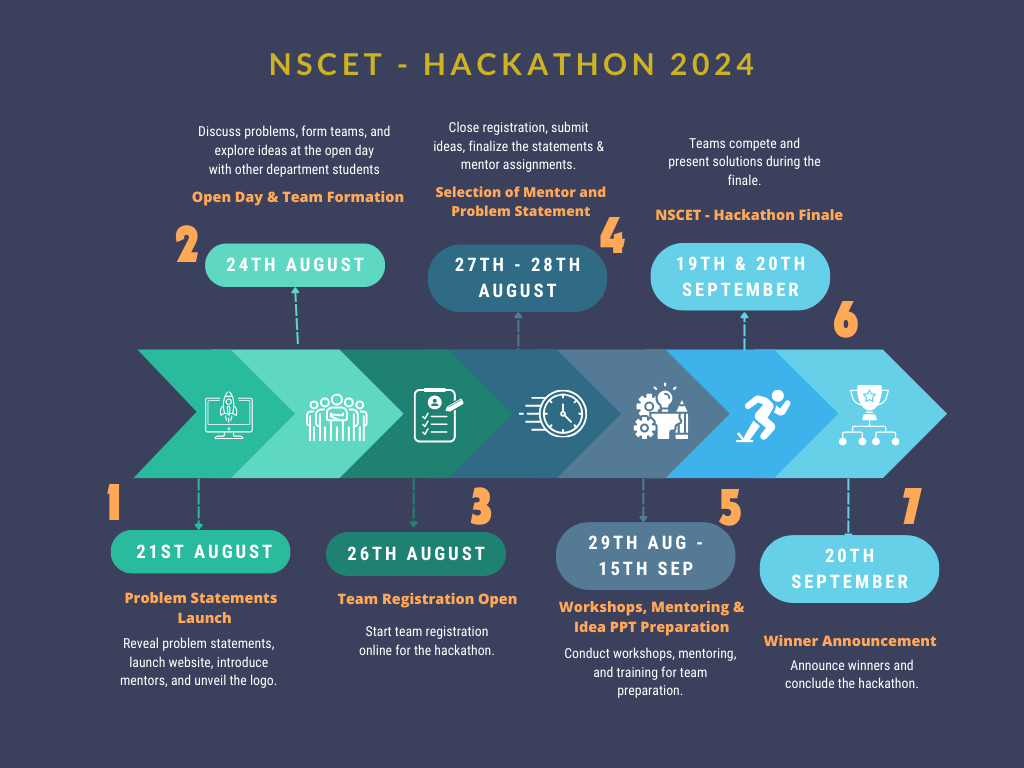 NSCET - HACKATHON 2024
Discuss problems, form teams, and
explore ideas at the open day
with other department students
Open Day & Team Formation
2
24TH AUGUST
Close registration, submit
ideas, finalize the statements &
mentor assignments.
Selection of Mentor and
Problem Statement
4
27TH - 28TH
AUGUST
Teams compete and
present solutions during the
finale.
NSCET - Hackathon Finale
19TH & 20TH
SEPTEMBER
6
1
21ST AUGUST
Problem Statements
Launch
Reveal problem statements,
launch website, introduce
mentors, and unveil the logo.
3
26TH AUGUST
Team Registration Open
Start team registration
online for the hackathon.
5
29TH AUG -
15TH SEP
Workshops, Mentoring &
Idea PPT Preparation
Conduct workshops, mentoring,
and training for team
preparation.
7
20TH
SEPTEMBER
Winner Announcement
Announce winners and
conclude the hackathon.